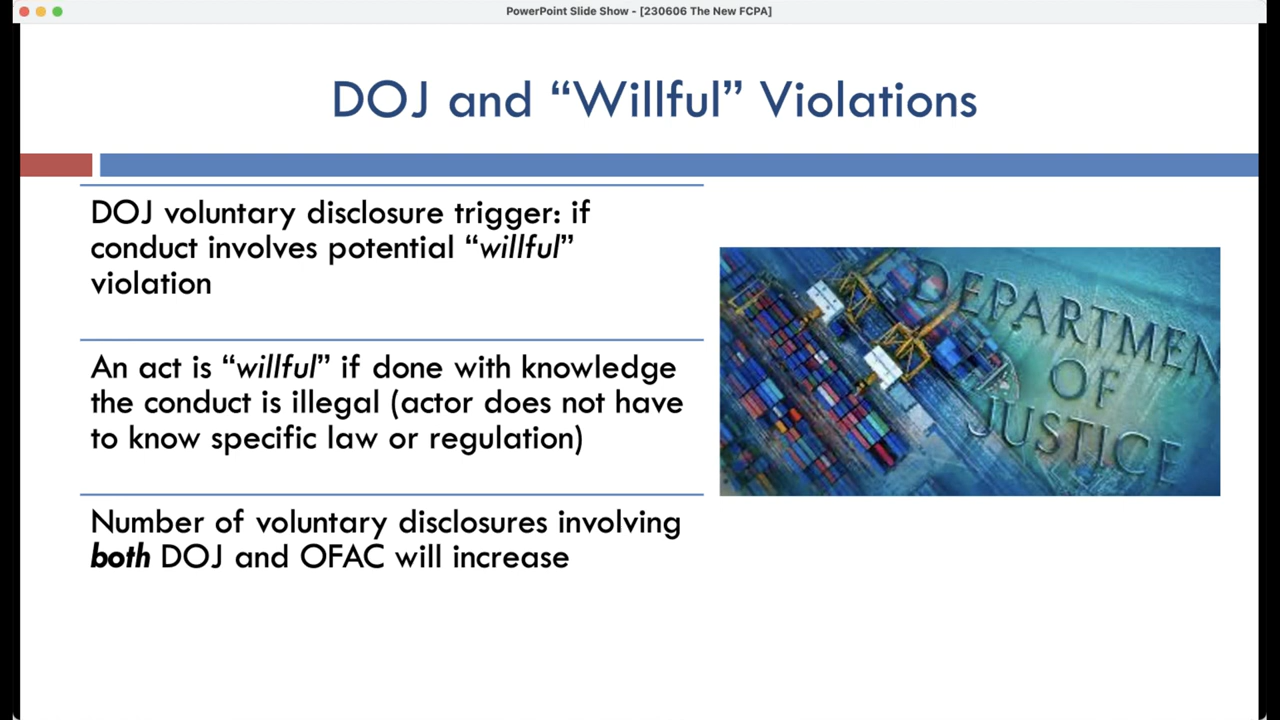 PowerPoint Slide Show - [230606 The New FCPA]
DOJ and “Willful” Violations
DOJ voluntary disclosure trigger: if
conduct involves potential “willful”
violation
An act is “willful” if done with knowledge
the conduct is illegal (actor does not have
to know specific law or regulation)
Number of voluntary disclosures involving
both DOJ and OFAC will increase
DEPARTMEN
OF
JUSTICE